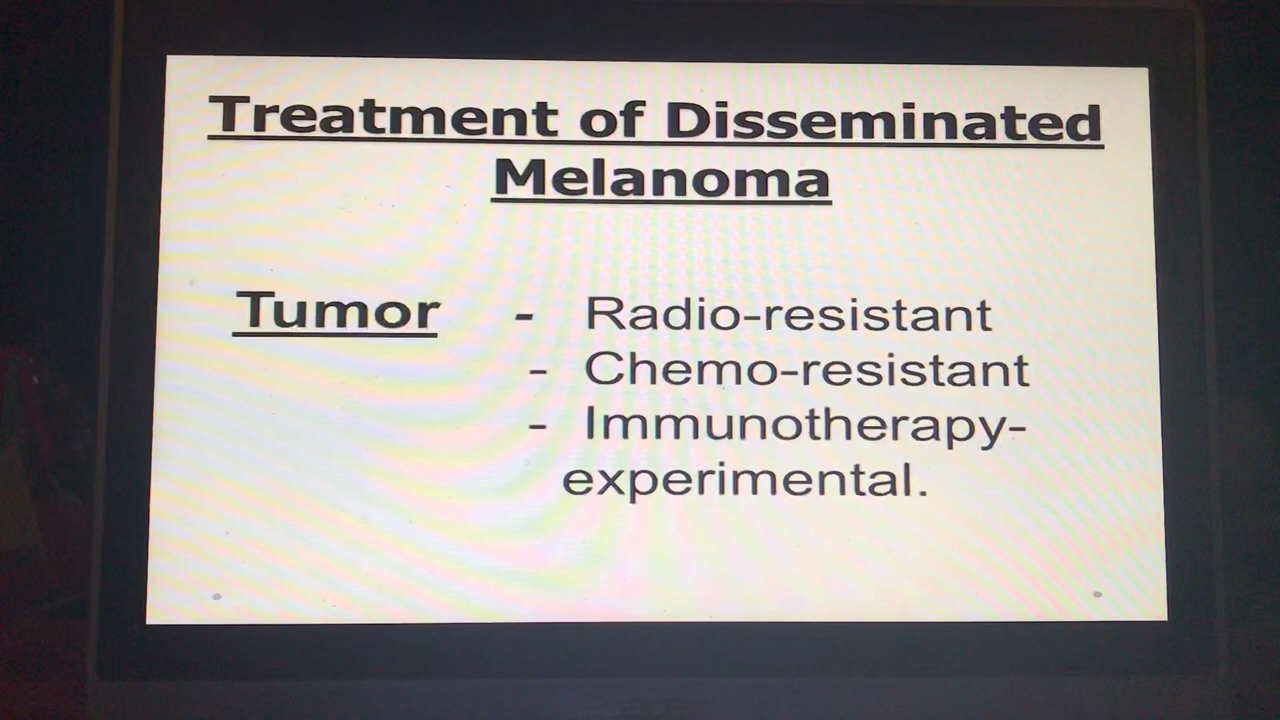 Treatment of Disseminated
Melanoma
Tumor - Radio-resistant
- Chemo-resistant
- Immunotherapy-
experimental.